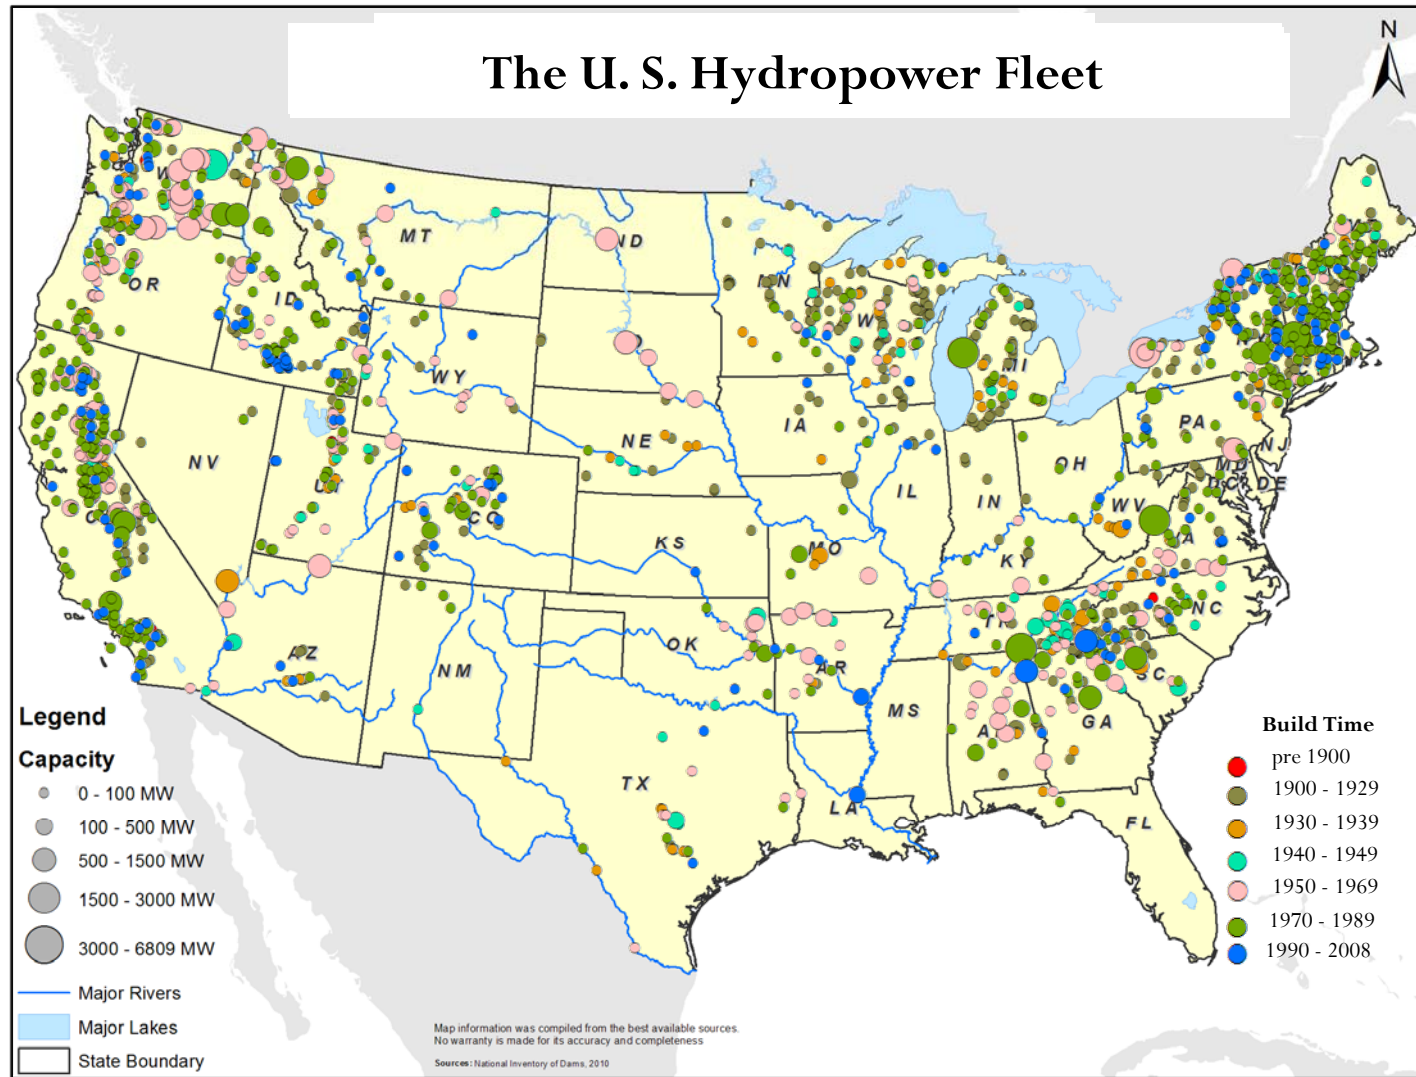 The U. S. Hydropower Fleet
N
MT
ND
OR
ID
MN
WY
MI
IA
NE
PA
NV
OH
NJ
MD
DE
IL
IN
WV
CO
KS
MO
KY
NC
OK
AZ
NM
AR
SC
MS
GA
TX
LA
FL
Legend
Capacity
0 - 100 MW
100 - 500 MW
500 - 1500 MW
1500 - 3000 MW
3000 - 6809 MW
Major Rivers
Major Lakes
State Boundary
Build Time
pre 1900
1900 - 1929
1930 - 1939
1940 - 1949
1950 - 1969
1970 - 1989
1990 - 2008
Map information was compiled from the best available sources.
No warranty is made for its accuracy and completeness
Sources: National Inventory of Dams, 2010